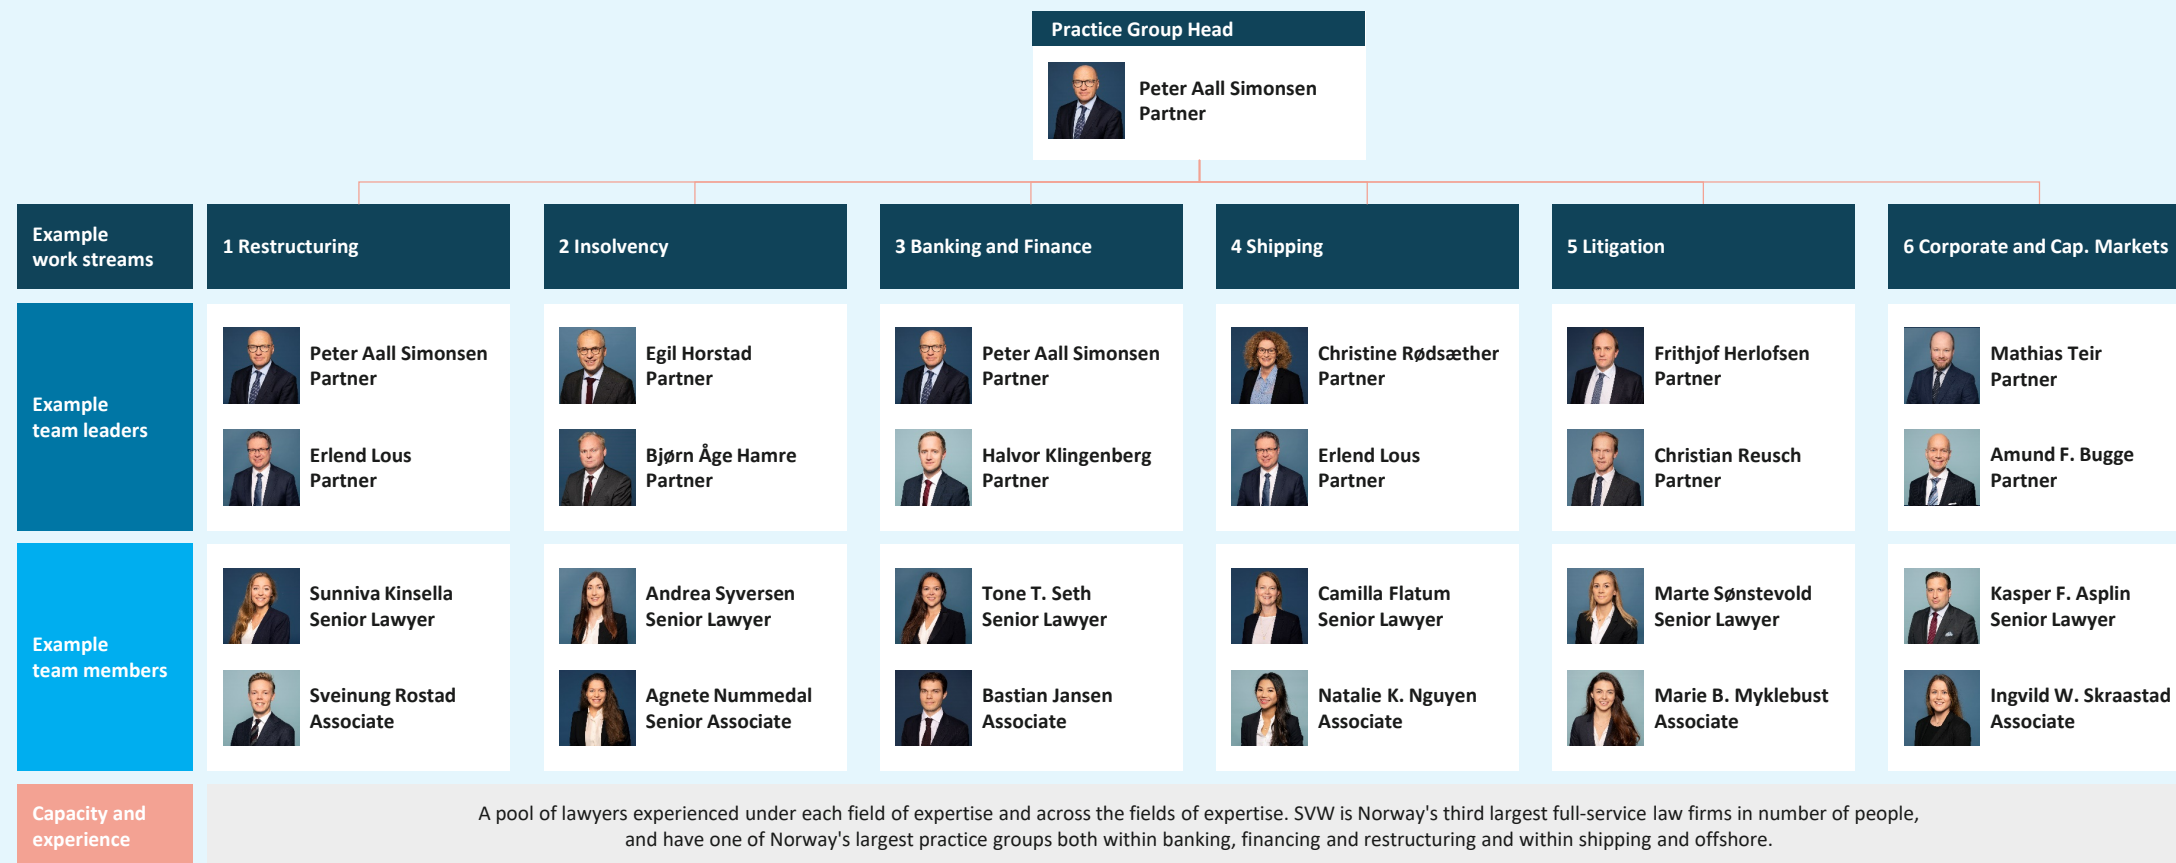 Practice Group Head
Peter Aall Simonsen
Partner
Example
work streams
1 Restructuring
2 Insolvency
3 Banking and Finance
4 Shipping
5 Litigation
6 Corporate and Cap. Markets
Example
team leaders
Peter Aall Simonsen
Partner
Erlend Lous
Partner
Egil Horstad
Partner
Bjørn Åge Hamre
Partner
Peter Aall Simonsen
Partner
Halvor Klingenberg
Partner
Christine Rødsæther
Partner
Erlend Lous
Partner
Frithjof Herlofsen
Partner
Christian Reusch
Partner
Mathias Teir
Partner
Amund F. Bugge
Partner
Example
team members
Sunniva Kinsella
Senior Lawyer
Sveinung Rostad
Associate
Andrea Syversen
Senior Lawyer
Agnete Nummedal
Senior Associate
Tone T. Seth
Senior Lawyer
Bastian Jansen
Associate
Camilla Flatum
Senior Lawyer
Natalie K. Nguyen
Associate
Marte Sønstevold
Senior Lawyer
Marie B. Myklebust
Associate
Kasper F. Asplin
Senior Lawyer
Ingvild W. Skraastad
Associate
Capacity and
experience
A pool of lawyers experienced under each field of expertise and across the fields of expertise. SVW is Norway's third largest full-service law firms in number of people,
and have one of Norway's largest practice groups both within banking, financing and restructuring and within shipping and offshore.